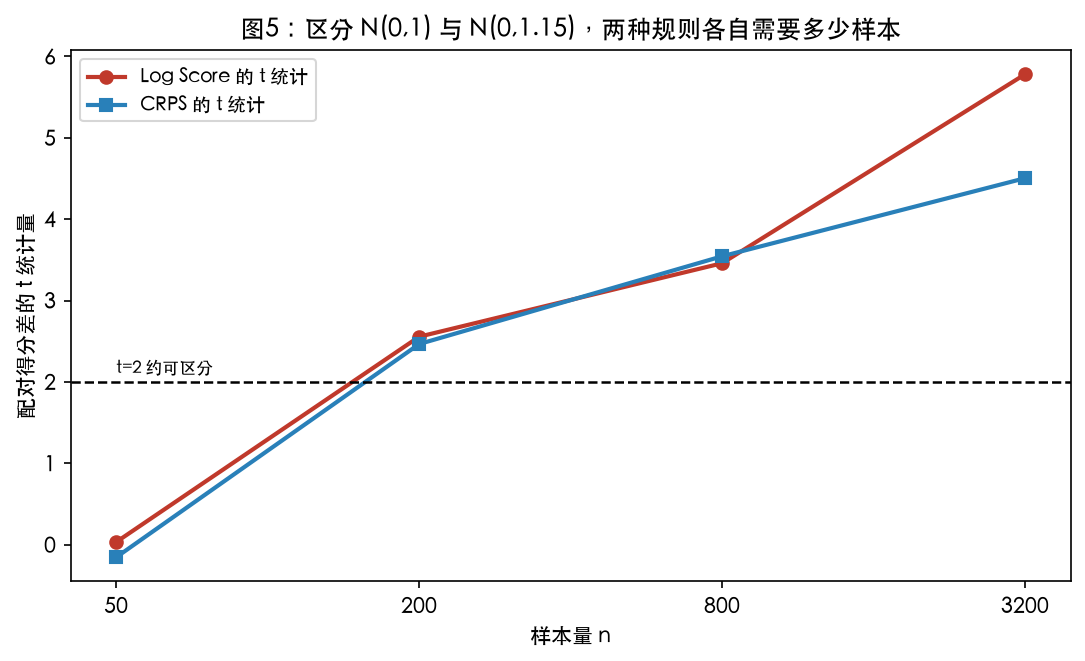 图5：区分 N(0,1) 与 N(0,1.15)，两种规则各自需要多少样本
Log Score 的 t 统计
CRPS 的 t 统计
配对得分差的 t 统计量
6
5
4
3
2
1
0
t=2 约可区分
50
200
800
3200
样本量 n